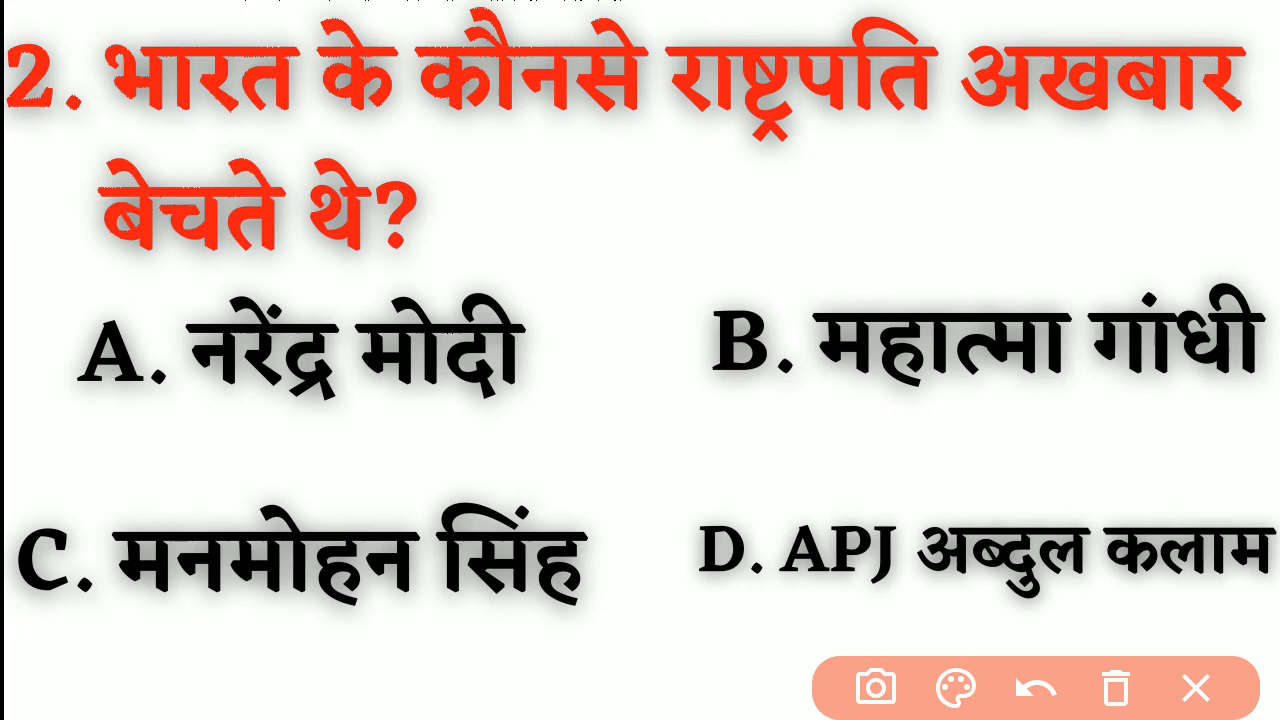 2. भारत के कौनसे राष्ट्रपति अखबार
बेचते थे?
A. नरेंद्र मोदी
B. महात्मा गांधी
C. मनमोहन सिंह
D. APJ अब्दुल कलाम